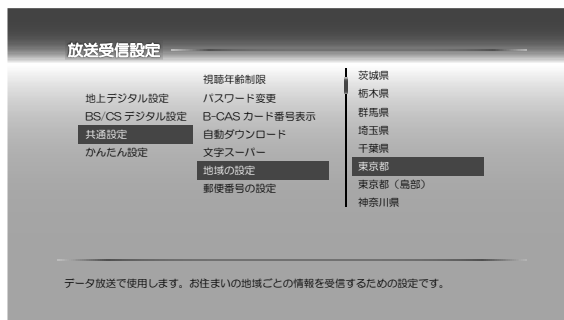 放送受信設定
地上デジタル設定
BS/CS デジタル設定
共通設定
かんたん設定
視聴年齢制限
パスワード変更
B-CAS カード番号表示
自動ダウンロード
文字スーパー
地域の設定
郵便番号の設定
茨城県
栃木県
群馬県
埼玉県
千葉県
東京都
東京都（島部）
神奈川県
データ放送で使用します。お住まいの地域ごとの情報を受信するための設定です。